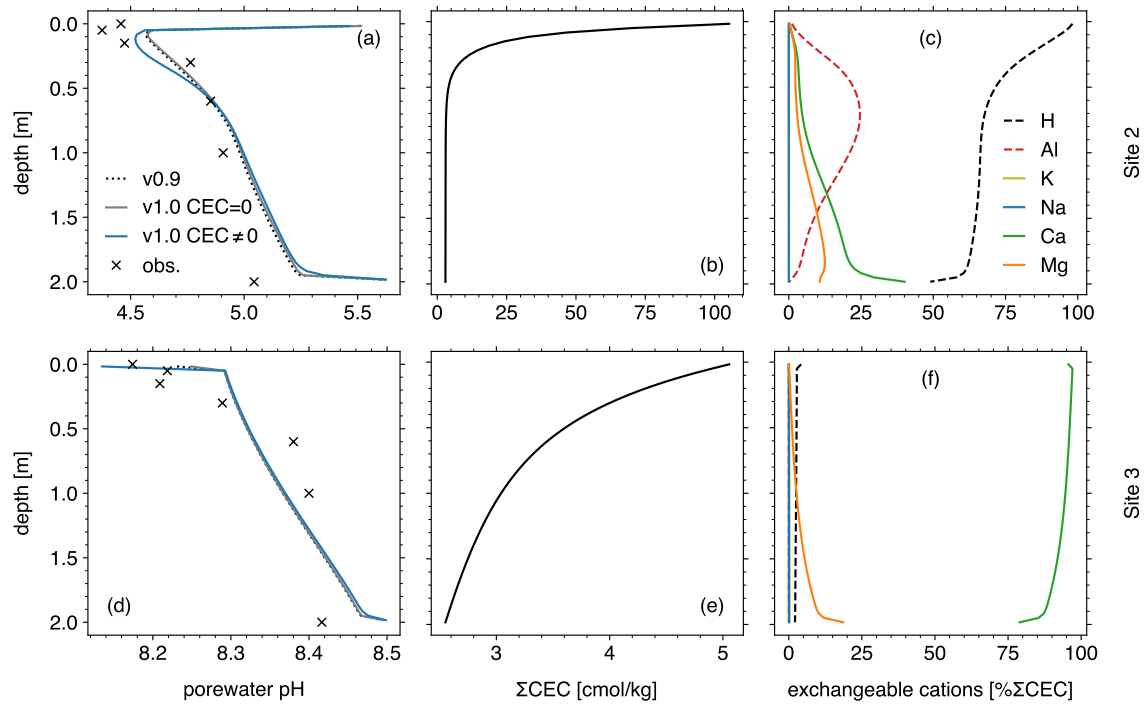 0.0
0.5
1.0
1.5
2.0
depth [m]
4.5 5.0 5.5
(a)
v0.9
v1.0 CEC=0
v1.0 CEC≠0
obs.
0 25 50 75 100
(b)
0 25 50 75 100
(c)
H
Al
K
Na
Ca
Mg
Site 2
0.0
0.5
1.0
1.5
2.0
depth [m]
8.2 8.3 8.4 8.5
porewater pH
(d)
3 4 5
ΣCEC [cmol/kg]
(e)
0 25 50 75 100
exchangeable cations [%ΣCEC]
(f)
Site 3